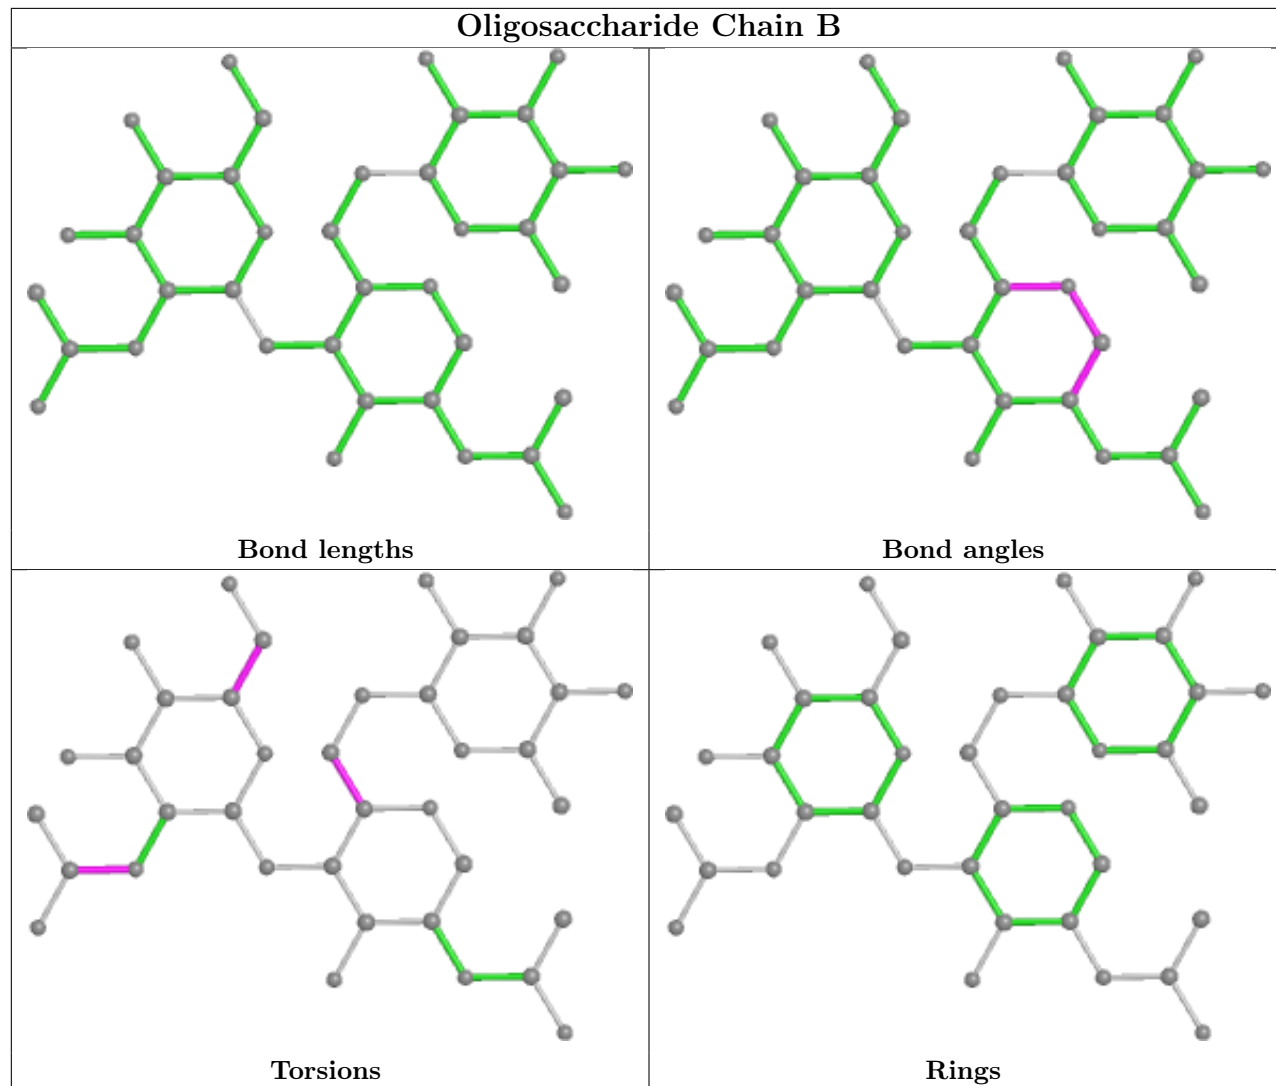 Oligosaccharide Chain B
Bond lengths
Bond angles
Torsions
Rings